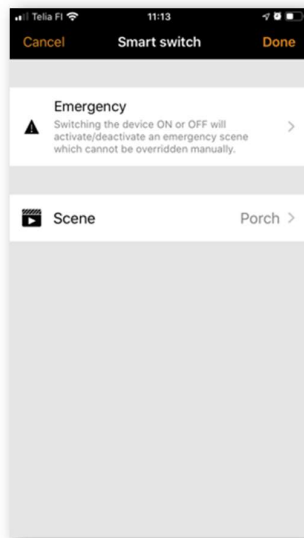 Telia FI 11:13
Cancel Smart switch Done
Emergency
Switching the device ON or OFF will
activate/deactivate an emergency scene
which cannot be overridden manually.
Scene Porch